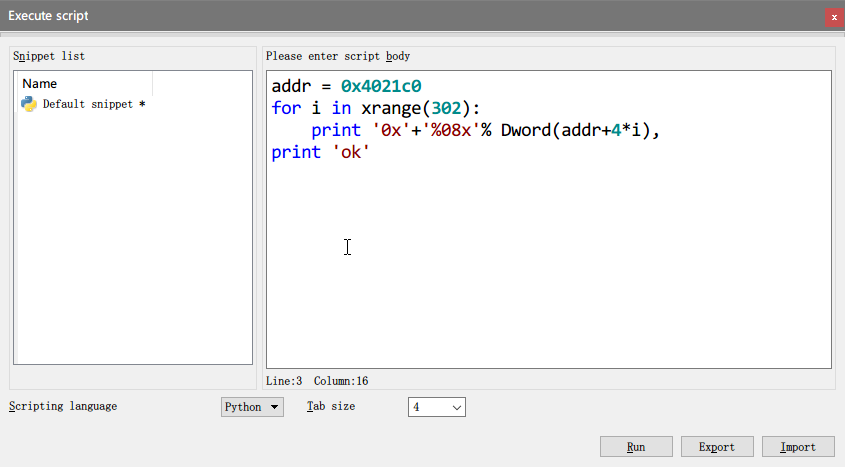 Execute script
x
Snippet list
Please enter script body
Name
Default snippet *
addr = 0x4021c0
for i in xrange(302):
    print '0x'+'%08x'% Dword(addr+4*i),
print 'ok'
Line:3  Column:16
Scripting language
Python
Tab size
4
Run
Export
Import